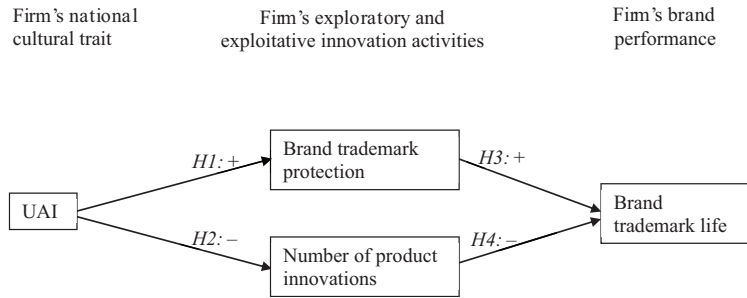 Firm's national
cultural trait
Firm's exploratory and
exploitative innovation activities
Firm's brand
performance
H1: +
Brand trademark
protection
H3: +
UAI
Brand
trademark life
H2: –
Number of product
innovations
H4: –